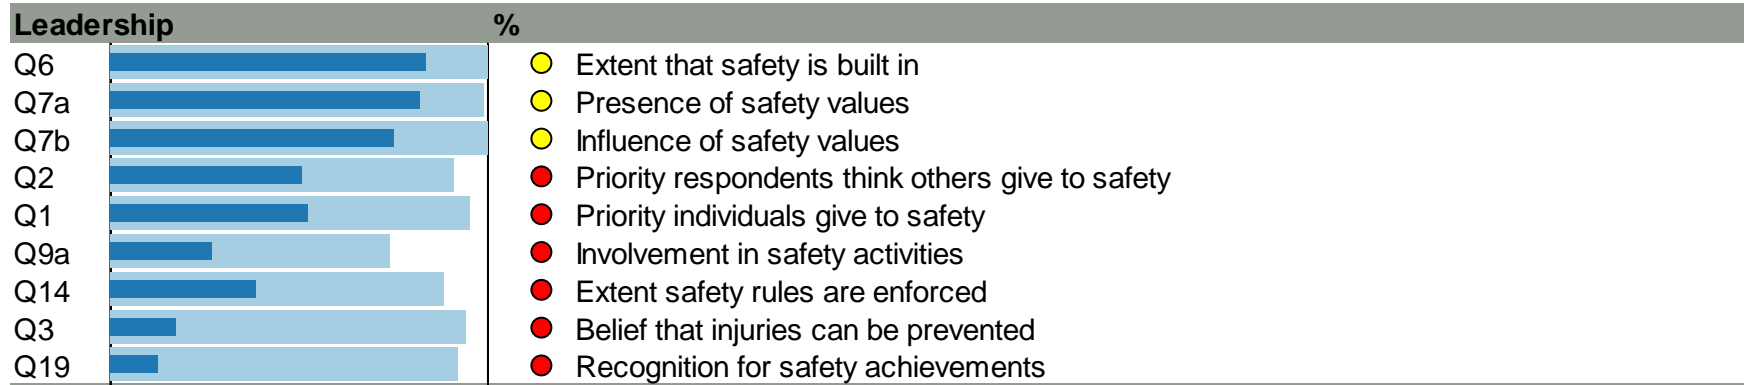 Leadership %
Q6 Extent that safety is built in
Q7a Presence of safety values
Q7b Influence of safety values
Q2 Priority respondents think others give to safety
Q1 Priority individuals give to safety
Q9a Involvement in safety activities
Q14 Extent safety rules are enforced
Q3 Belief that injuries can be prevented
Q19 Recognition for safety achievements